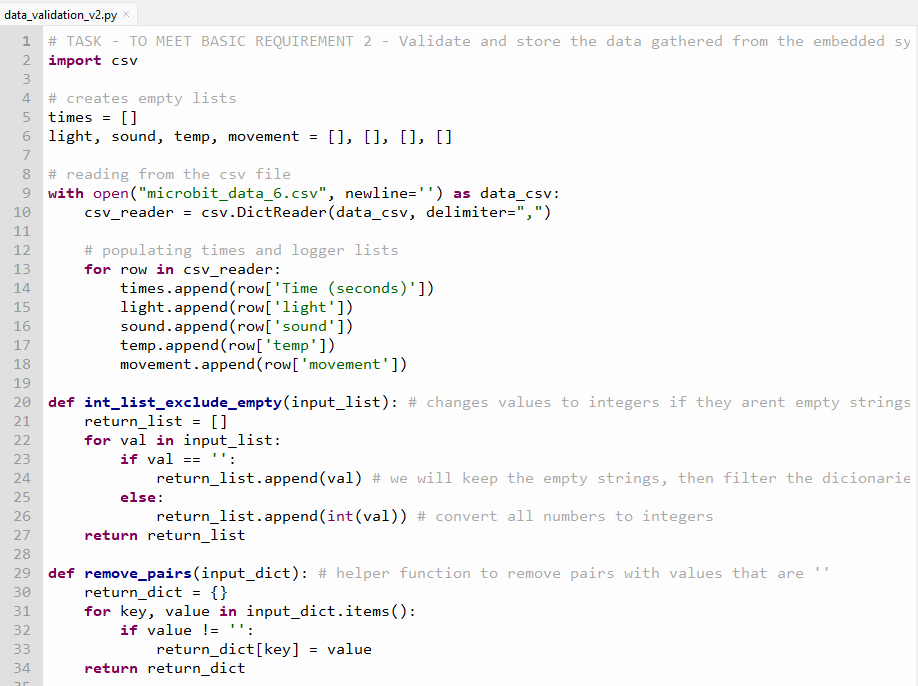 data_validation_v2.py ×
1 # TASK - TO MEET BASIC REQUIREMENT 2 - Validate and store the data gathered from the embedded sy
2 import csv
3
4 # creates empty lists
5 times = []
6 light, sound, temp, movement = [], [], [], []
7
8 # reading from the csv file
9 with open("microbit_data_6.csv", newline='') as data_csv:
10     csv_reader = csv.DictReader(data_csv, delimiter=",")
11
12     # populating times and logger lists
13     for row in csv_reader:
14         times.append(row['Time (seconds)'])
15         light.append(row['light'])
16         sound.append(row['sound'])
17         temp.append(row['temp'])
18         movement.append(row['movement'])
19
20 def int_list_exclude_empty(input_list): # changes values to integers if they arent empty strings
21     return_list = []
22     for val in input_list:
23         if val == '':
24             return_list.append(val) # we will keep the empty strings, then filter the dicionarie
25         else:
26             return_list.append(int(val)) # convert all numbers to integers
27     return return_list
28
29 def remove_pairs(input_dict): # helper function to remove pairs with values that are ''
30     return_dict = {}
31     for key, value in input_dict.items():
32         if value != '':
33             return_dict[key] = value
34     return return_dict